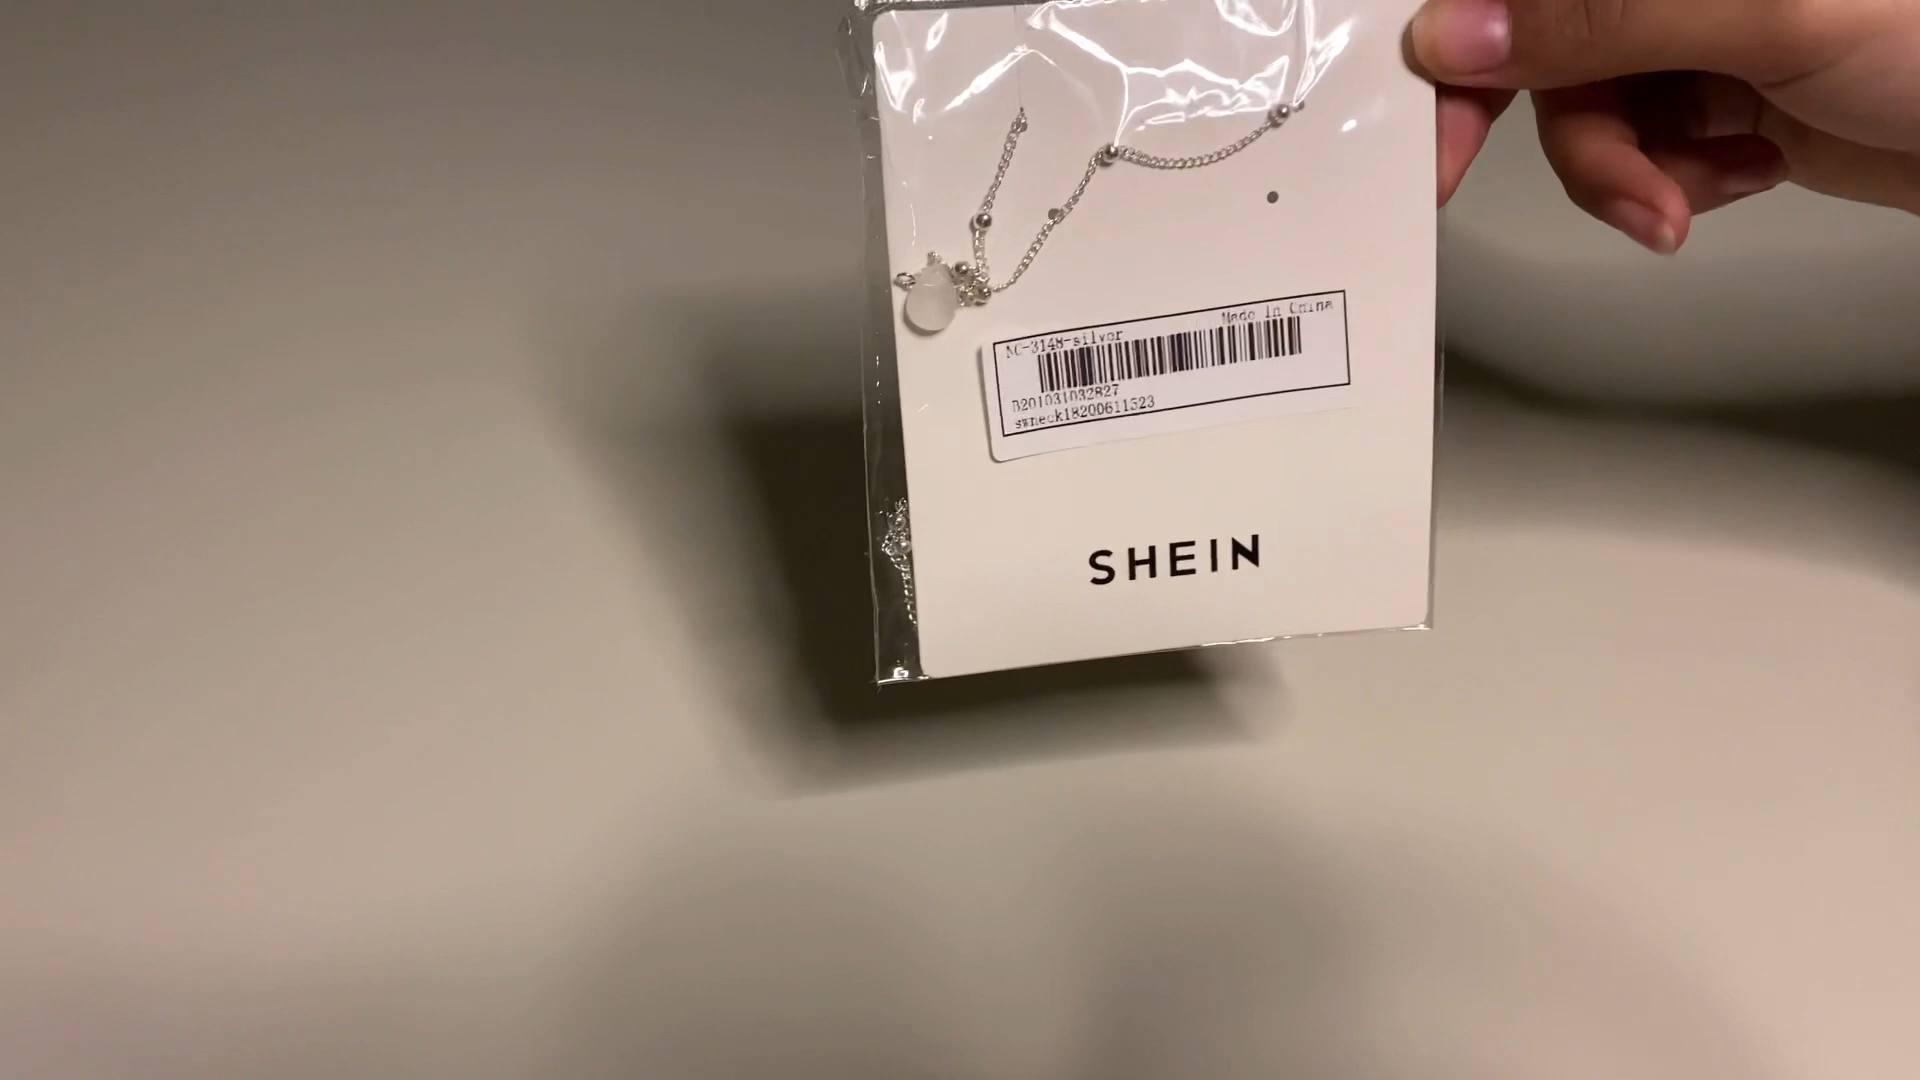 NC-3148-silver
Made In China
B201031032827
swneck18200611523
SHEIN